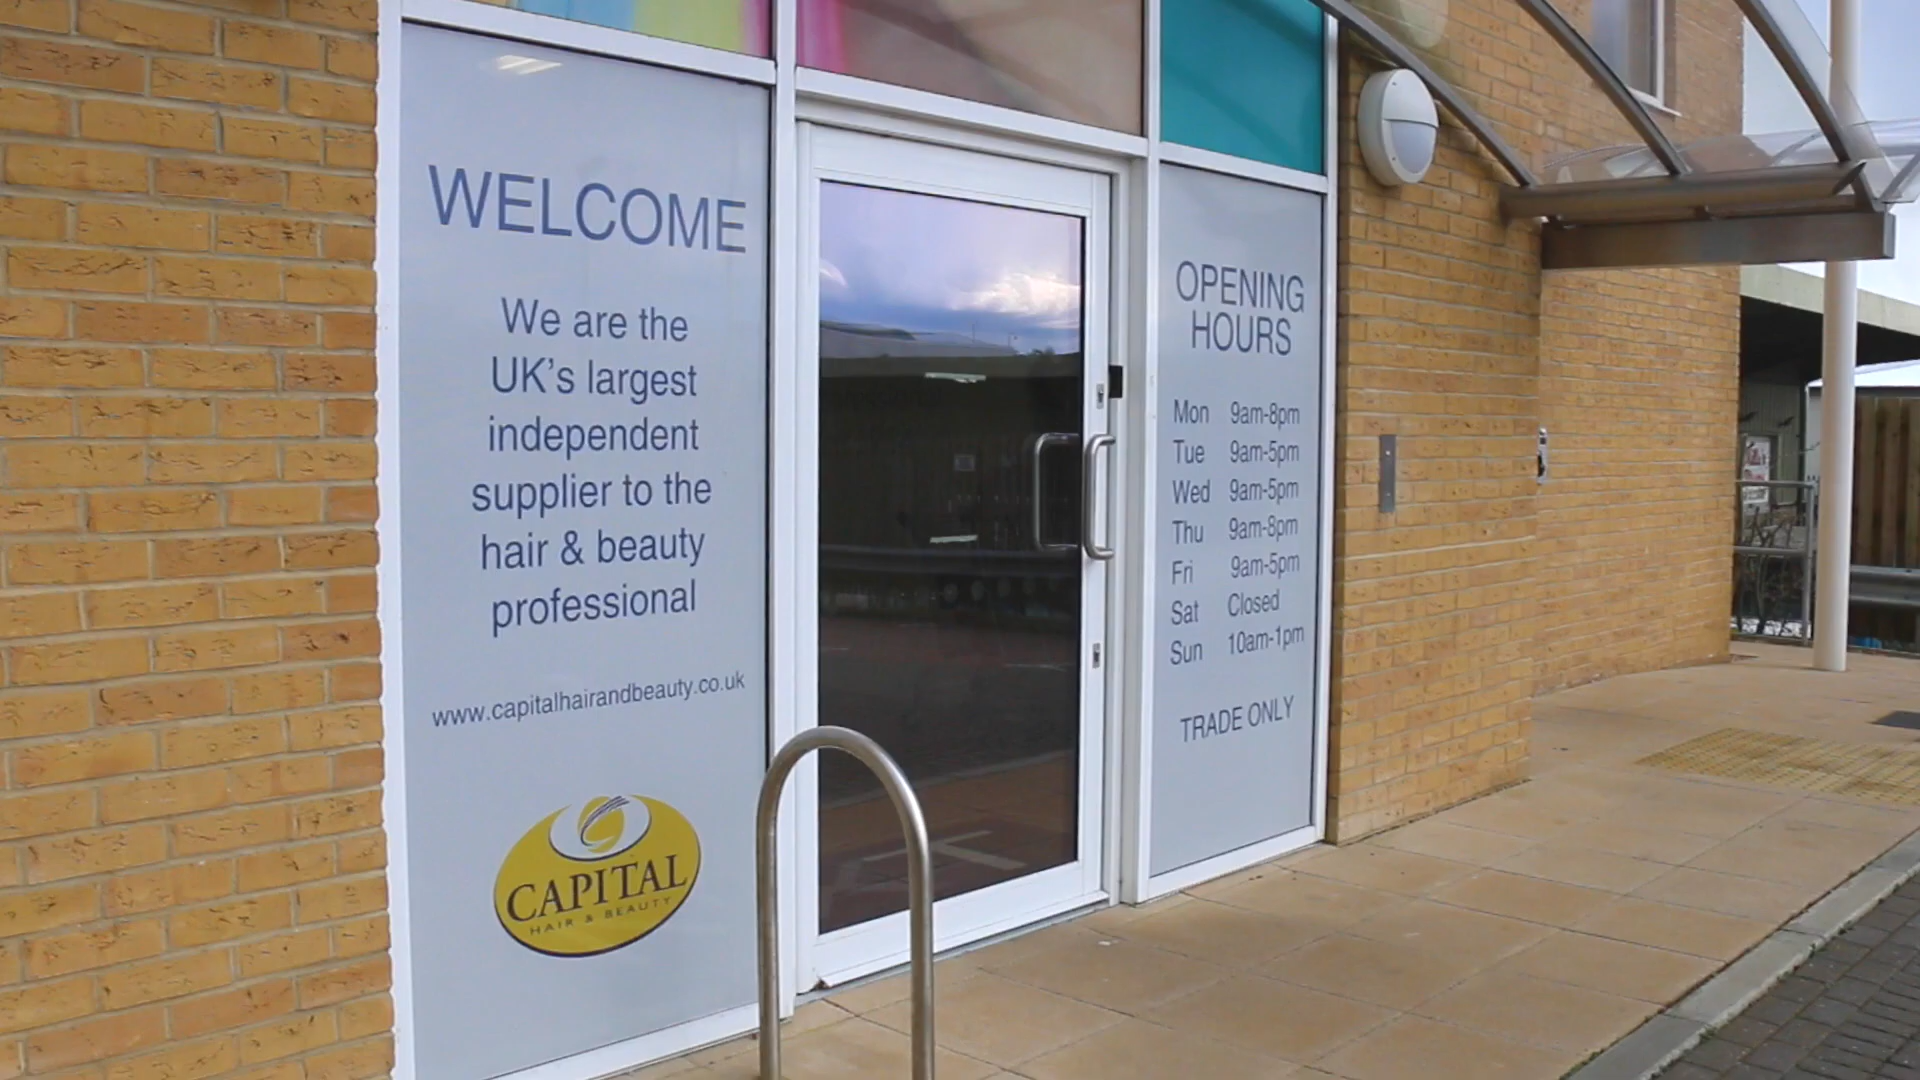 WELCOME
We are the
UK's largest
independent
supplier to the
hair & beauty
professional
www.capitalhairandbeauty.co.uk
CAPITAL
HAIR & BEAUTY
OPENING
HOURS
Mon 9am-8pm
Tue 9am-5pm
Wed 9am-5pm
Thu 9am-8pm
Fri 9am-5pm
Sat Closed
Sun 10am-1pm
TRADE ONLY